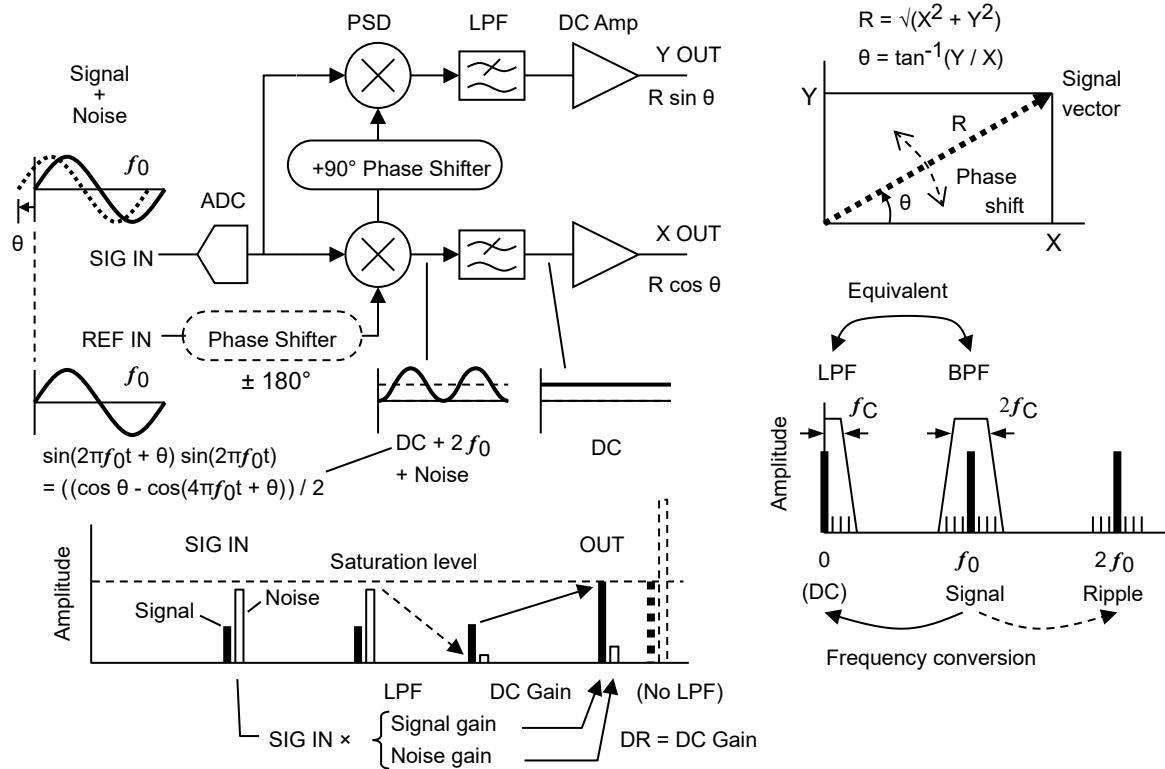 PSD
LPF
DC Amp
Signal
+
Noise
Y OUT
R sin θ
f0
+90° Phase Shifter
ADC
θ
SIG IN
X OUT
R cos θ
REF IN
Phase Shifter
± 180°
f0
DC + 2 f0
+ Noise
DC
sin(2πf0t + θ) sin(2πf0t)
= ((cos θ - cos(4πf0t + θ)) / 2
R = √(X² + Y²)
θ = tan⁻¹(Y / X)
Y
Signal
vector
R
Phase
shift
θ
X
Equivalent
LPF
BPF
fC
2fC
Amplitude
0
f0
2 f0
(DC)
Signal
Ripple
Frequency conversion
SIG IN
OUT
Saturation level
Amplitude
Signal
Noise
LPF
DC Gain
(No LPF)
SIG IN ×
Signal gain
Noise gain
DR = DC Gain